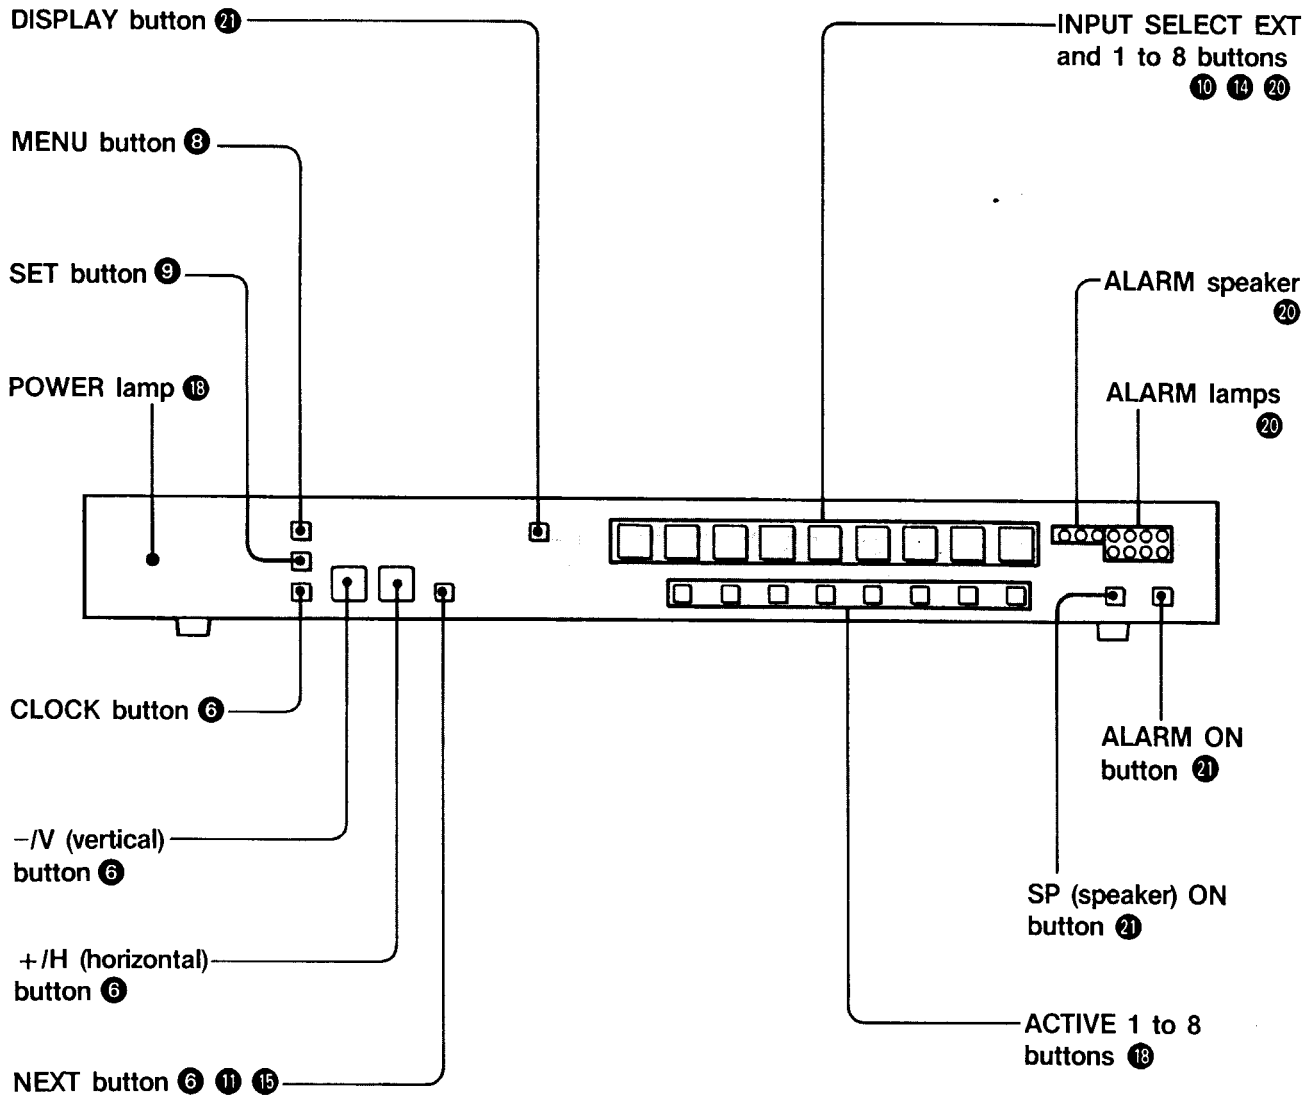 DISPLAY button 21
INPUT SELECT EXT
and 1 to 8 buttons
10 14 20
MENU button 8
SET button 9
ALARM speaker
20
POWER lamp 18
ALARM lamps
20
CLOCK button 6
ALARM ON
button 21
−/V (vertical)
button 6
SP (speaker) ON
button 21
+/H (horizontal)
button 6
ACTIVE 1 to 8
buttons 18
NEXT button 6 11 15